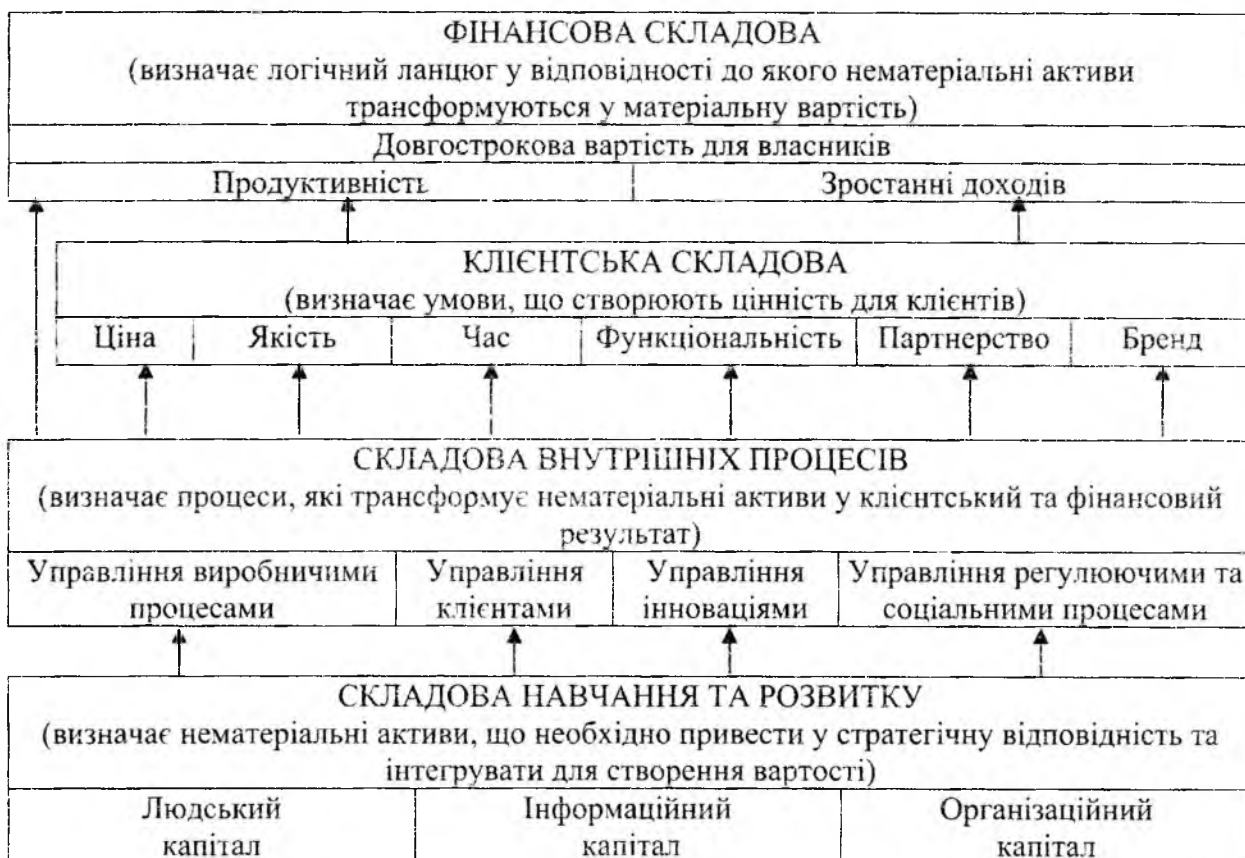 ФІНАНСОВА СКЛАДОВА
(визначає логічний ланцюг у відповідності до якого нематеріальні активи
трансформуються у матеріальну вартість)
Довгострокова вартість для власників
Продуктивність
Зростанні доходів
КЛІЄНТСЬКА СКЛАДОВА
(визначає умови, що створюють цінність для клієнтів)
Ціна
Якість
Час
Функціональність
Партнерство
Бренд
СКЛАДОВА ВНУТРІШНІХ ПРОЦЕСІВ
(визначає процеси, які трансформує нематеріальні активи у клієнтський та фінансовий
результат)
Управління виробничими
процесами
Управління
клієнтами
Управління
інноваціями
Управління регулюючими та
соціальними процесами
СКЛАДОВА НАВЧАННЯ ТА РОЗВИТКУ
(визначає нематеріальні активи, що необхідно привести у стратегічну відповідність та
інтегрувати для створення вартості)
Людський
капітал
Інформаційний
капітал
Організаційний
капітал